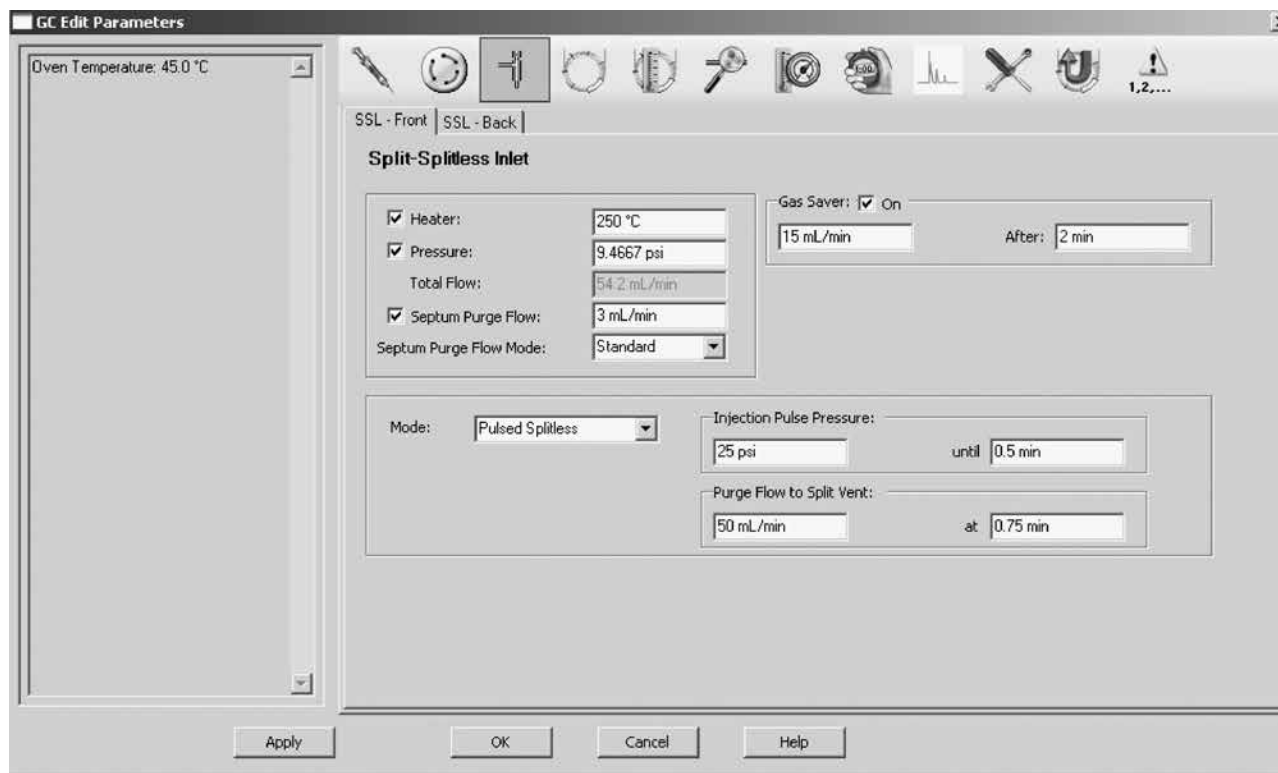 GC Edit Parameters
Oven Temperature: 45.0 °C
1,2,...
SSL - Front SSL - Back
Split-Splitless Inlet
Heater: 250 °C
Pressure: 9.4667 psi
Total Flow: 54.2 mL/min
Septum Purge Flow: 3 mL/min
Septum Purge Flow Mode: Standard
Gas Saver: On
15 mL/min After: 2 min
Mode: Pulsed Splitless
Injection Pulse Pressure:
25 psi until 0.5 min
Purge Flow to Split Vent:
50 mL/min at 0.75 min
Apply OK Cancel Help